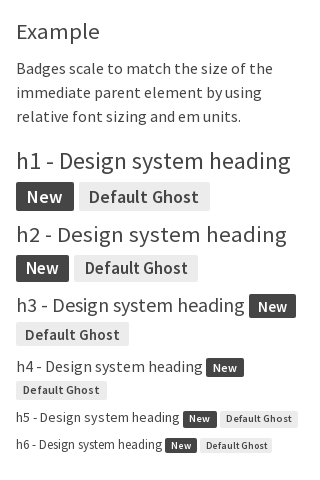 Example
Badges scale to match the size of the
immediate parent element by using
relative font sizing and em units.
h1 - Design system heading
New Default Ghost
h2 - Design system heading
New Default Ghost
h3 - Design system heading New
Default Ghost
h4 - Design system heading New
Default Ghost
h5 - Design system heading New Default Ghost
h6 - Design system heading New Default Ghost